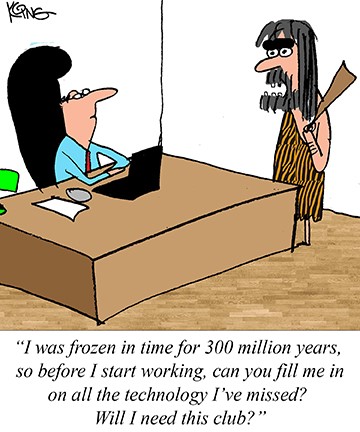 “I was frozen in time for 300 million years,
so before I start working, can you fill me in
on all the technology I’ve missed?
Will I need this club?”